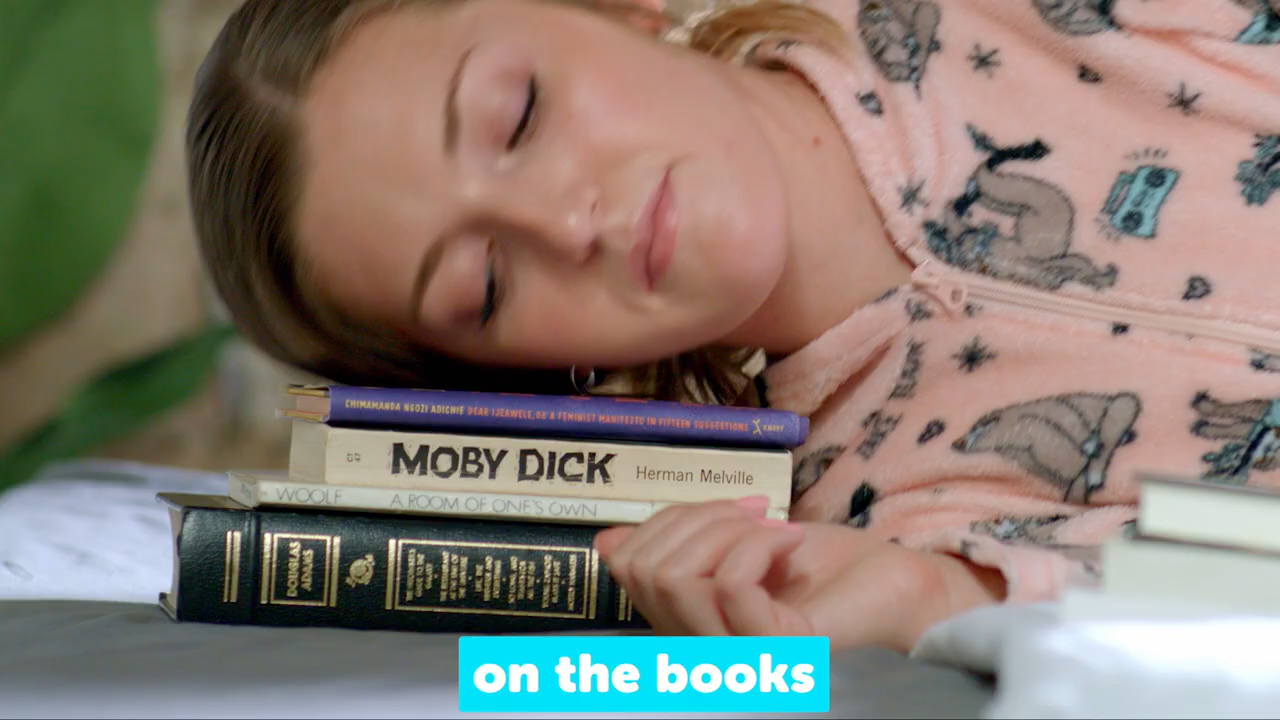 CHIMAMANDA NGOZI ADICHIE DEAR IJEAWELE, OR A FEMINIST MANIFESTO IN FIFTEEN SUGGESTIONS KNOPF
MOBY DICK Herman Melville
WOOLF A ROOM OF ONE'S OWN
DOUGLAS
ADAMS
on the books